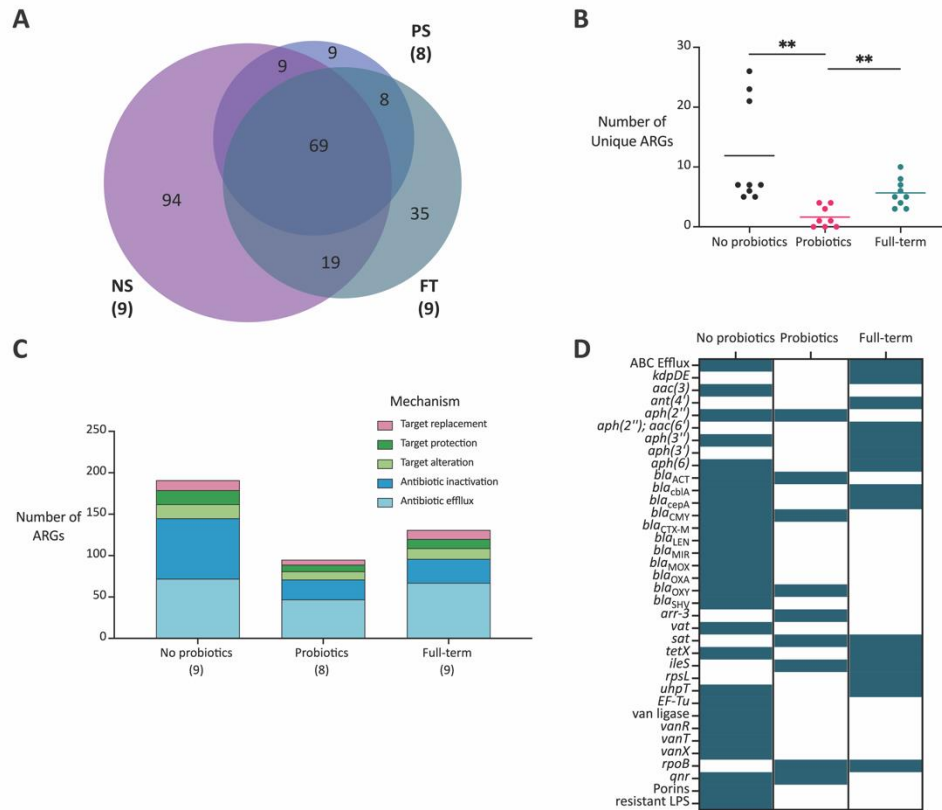 A
PS
(8)
9
9
8
69
94
35
19
NS
(9)
FT
(9)
B
30
20
10
0
Number of
Unique ARGs
**
**
No probiotics
Probiotics
Full-term
C
Mechanism
Target replacement
Target protection
Target alteration
Antibiotic inactivation
Antibiotic efflux
250
200
150
100
50
0
Number of
ARGs
No probiotics
(9)
Probiotics
(8)
Full-term
(9)
D
No probiotics
Probiotics
Full-term
ABC Efflux
kdpDE
aac(3)
ant(4')
aph(2'')
aph(2''); aac(6')
aph(3'')
aph(3')
aph(6)
blaACT
blacblA
blacepA
blaCMY
blaCTX-M
blaLEN
blaMIR
blaMOX
blaOXA
blaOXY
blaSHV
arr-3
vat
sat
tetX
ileS
rpsL
uhpT
EF-Tu
van ligase
vanR
vanT
vanX
rpoB
qnr
Porins
resistant LPS